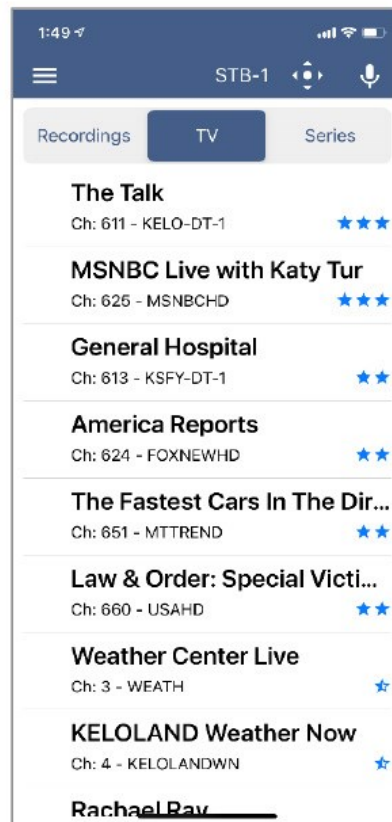 1:49
STB-1
Recordings TV Series
The Talk
Ch: 611 - KELO-DT-1
MSNBC Live with Katy Tur
Ch: 625 - MSNBCHD
General Hospital
Ch: 613 - KSFY-DT-1
America Reports
Ch: 624 - FOXNEWHD
The Fastest Cars In The Dir...
Ch: 651 - MTTREND
Law & Order: Special Victi...
Ch: 660 - USAHD
Weather Center Live
Ch: 3 - WEATH
KELOLAND Weather Now
Ch: 4 - KELOLANDWN
Rachael Ray